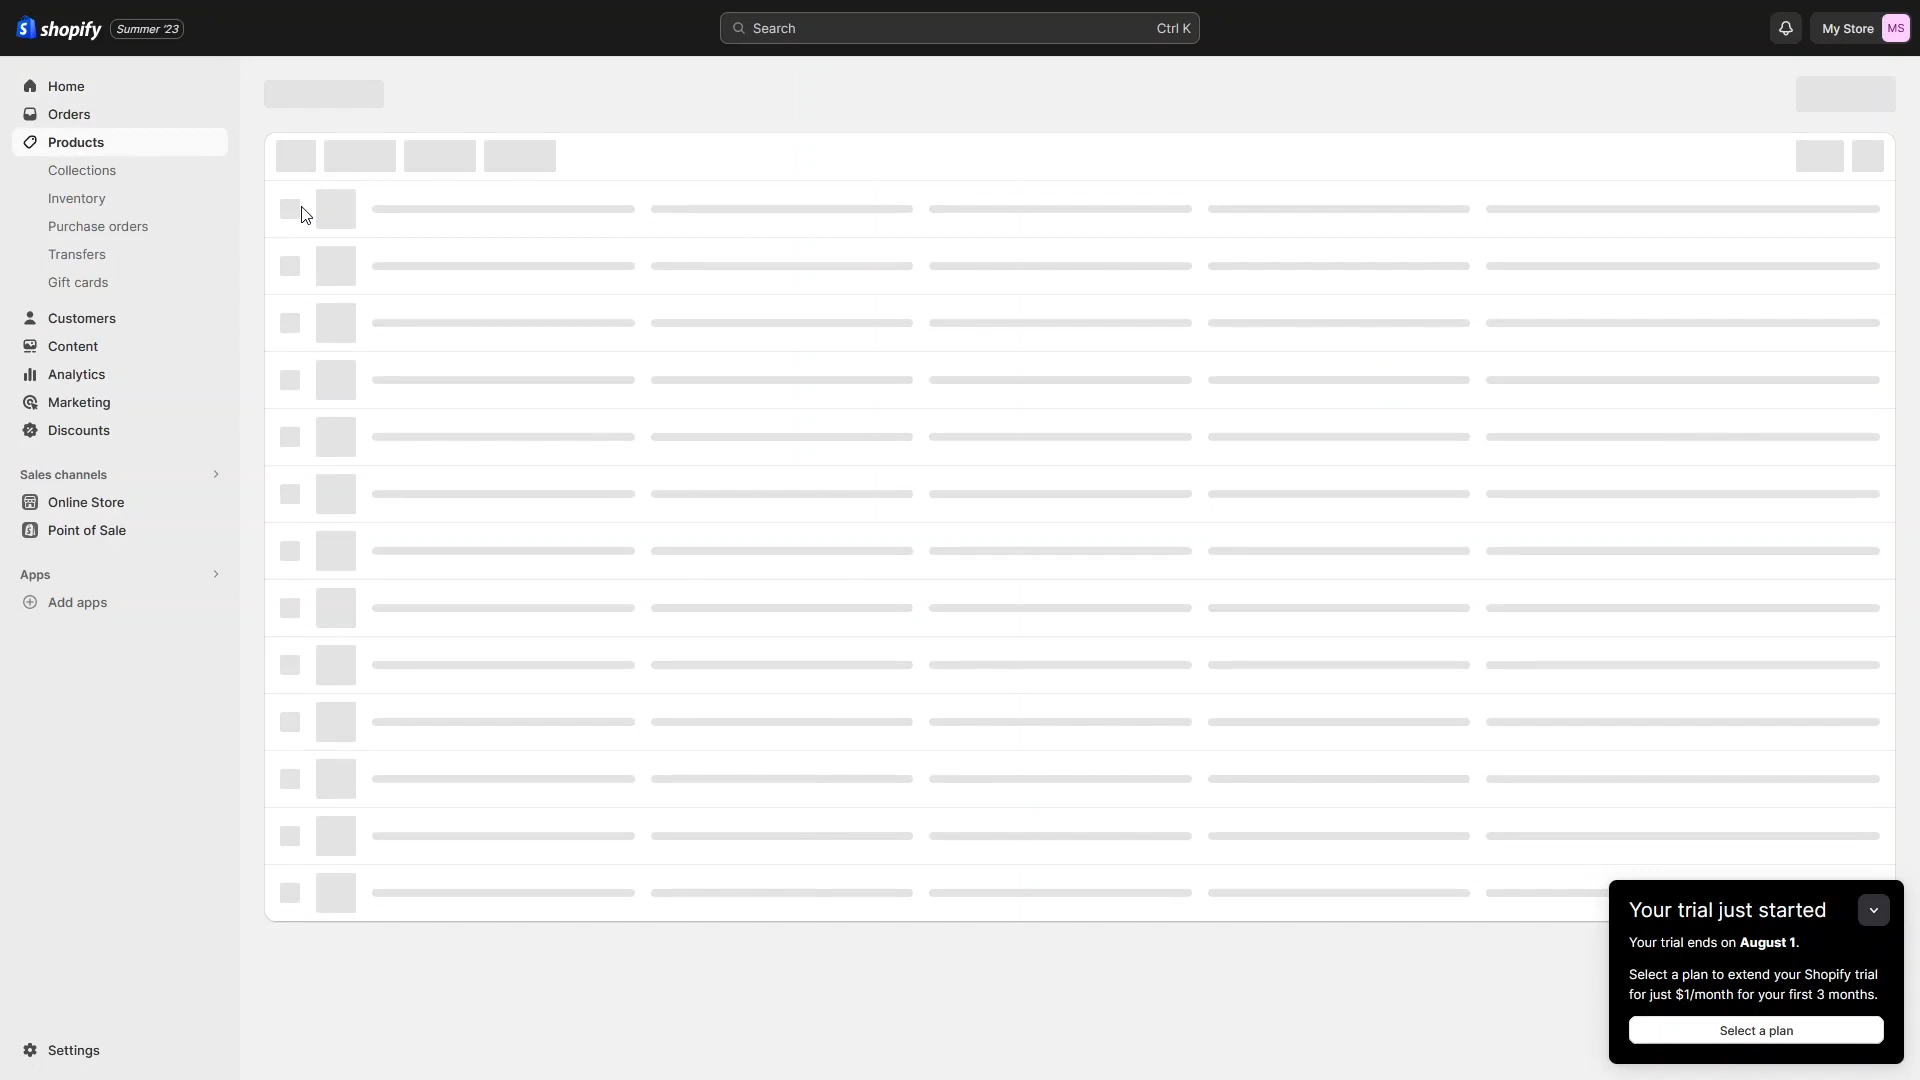 shopify Summer '23
Search Ctrl K
My Store MS
Home
Orders
Products
Collections
Inventory
Purchase orders
Transfers
Gift cards
Customers
Content
Analytics
Marketing
Discounts
Sales channels
Online Store
Point of Sale
Apps
Add apps
Settings
Your trial just started
Your trial ends on August 1.
Select a plan to extend your Shopify trial
for just $1/month for your first 3 months.
Select a plan